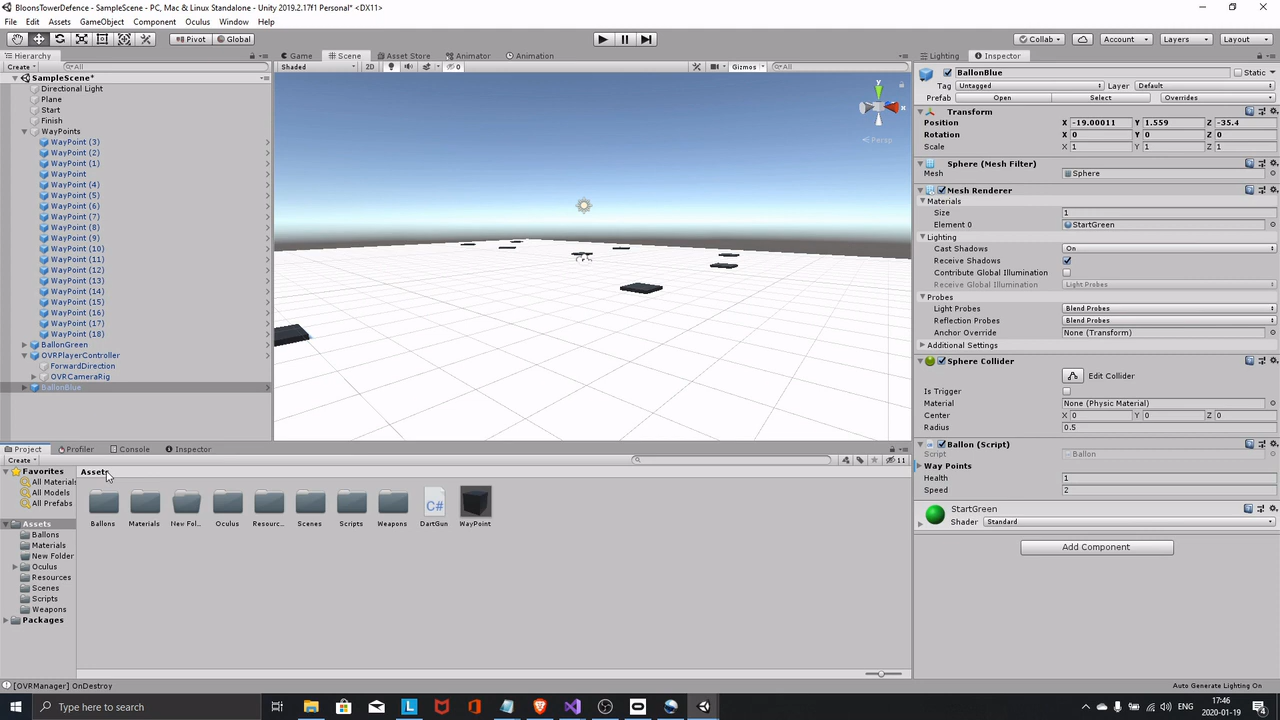 BloonsTowerDefence - SampleScene - PC, Mac & Linux Standalone - Unity 2019.2.17f1 Personal* <DX11>
File Edit Assets GameObject Component Oculus Window Help
Pivot Global Collab Account Layers Layout
Hierarchy
Create All
SampleScene*
Directional Light
Plane
Start
Finish
WayPoints
WayPoint (3)
WayPoint (2)
WayPoint (1)
WayPoint
WayPoint (4)
WayPoint (5)
WayPoint (6)
WayPoint (7)
WayPoint (8)
WayPoint (9)
WayPoint (10)
WayPoint (11)
WayPoint (12)
WayPoint (13)
WayPoint (14)
WayPoint (15)
WayPoint (16)
WayPoint (17)
WayPoint (18)
BallonGreen
OVRPlayerController
ForwardDirection
OVRCameraRig
BallonBlue
Game Scene Asset Store Animator Animation
Shaded 2D 0 Gizmos All
Persp
Lighting Inspector
BallonBlue Static
Tag Untagged Layer Default
Prefab Open Select Overrides
Transform
Position X -19.00011 Y 1.559 Z -35.4
Rotation X 0 Y 0 Z 0
Scale X 1 Y 1 Z 1
Sphere (Mesh Filter)
Mesh Sphere
Mesh Renderer
Materials
Size 1
Element 0 StartGreen
Lighting
Cast Shadows On
Receive Shadows
Contribute Global Illumination
Receive Global Illumination Light Probes
Probes
Light Probes Blend Probes
Reflection Probes Blend Probes
Anchor Override None (Transform)
Additional Settings
Sphere Collider
Edit Collider
Is Trigger
Material None (Physic Material)
Center X 0 Y 0 Z 0
Radius 0.5
Ballon (Script)
Script Ballon
Way Points
Health 1
Speed 2
StartGreen
Shader Standard
Add Component
Project Profiler Console Inspector
Create 11
Favorites
All Materials
All Models
All Prefabs
Assets
Ballons
Materials
New Folder
Oculus
Resources
Scenes
Scripts
Weapons
Packages
Assets
C#
Ballons Materials New Fol... Oculus Resourc... Scenes Scripts Weapons DartGun WayPoint
[OVRManager] OnDestroy
Auto Generate Lighting On
Type here to search
17:46
2020-01-19